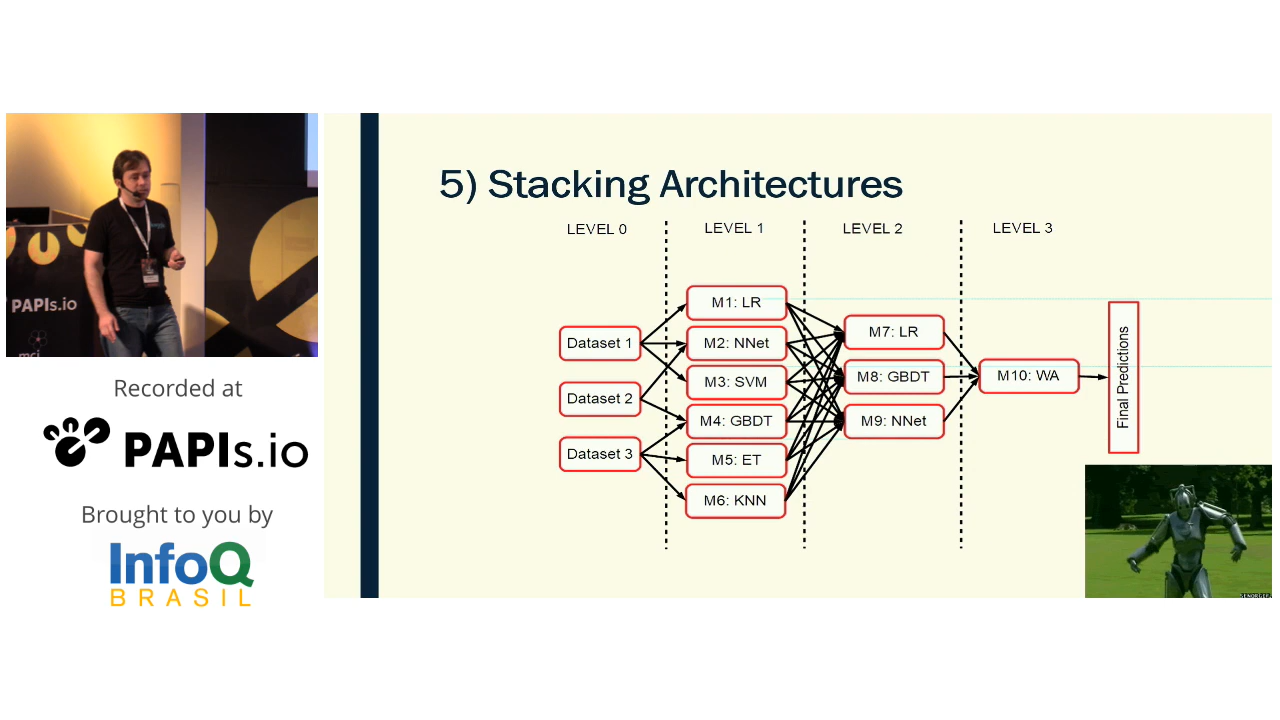 PAPIs.io
mci
Recorded at
PAPIs.io
Brought to you by
InfoQ
BRASIL
5) Stacking Architectures
LEVEL 0
LEVEL 1
LEVEL 2
LEVEL 3
Dataset 1
Dataset 2
Dataset 3
M1: LR
M2: NNet
M3: SVM
M4: GBDT
M5: ET
M6: KNN
M7: LR
M8: GBDT
M9: NNet
M10: WA
Final Predictions